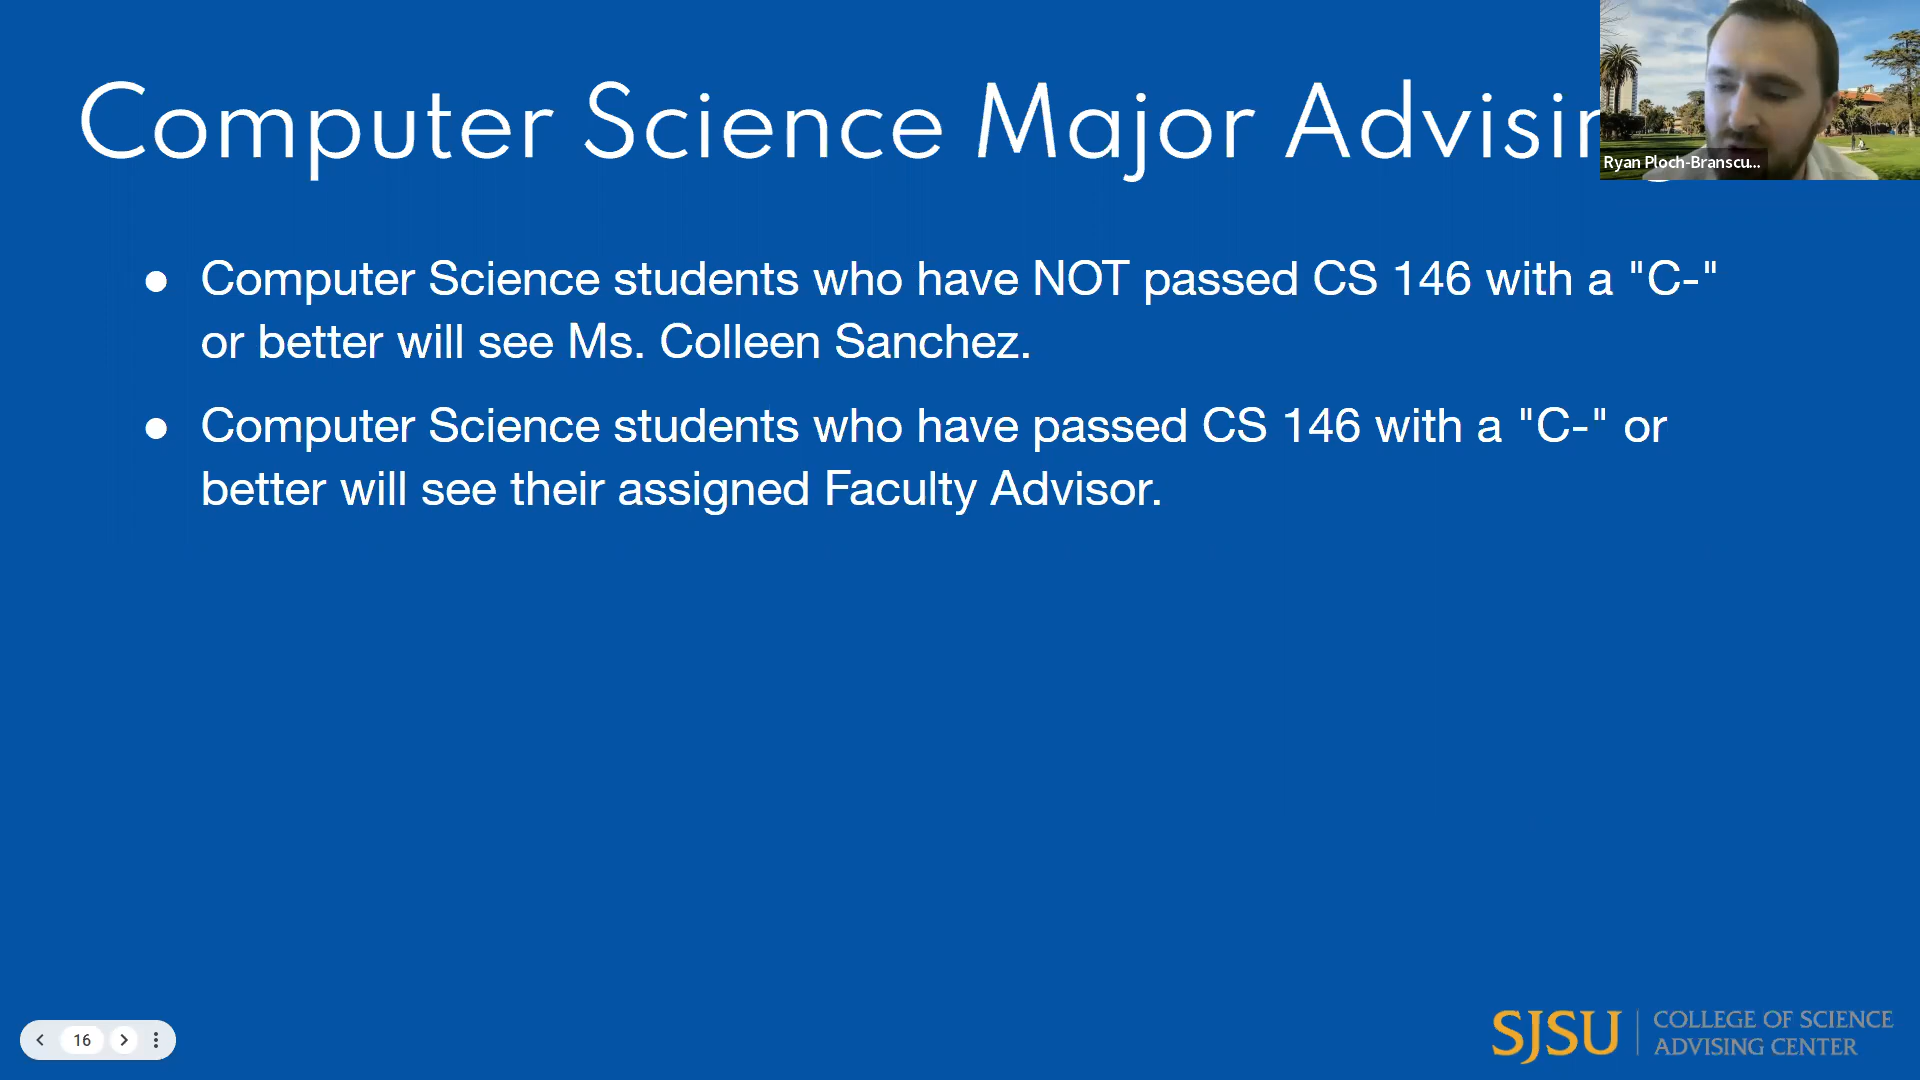 Computer Science Major Advising
Ryan Ploch-Branscu...
● Computer Science students who have NOT passed CS 146 with a "C-"
or better will see Ms. Colleen Sanchez.
● Computer Science students who have passed CS 146 with a "C-" or
better will see their assigned Faculty Advisor.
16
SJSU | COLLEGE OF SCIENCE
ADVISING CENTER